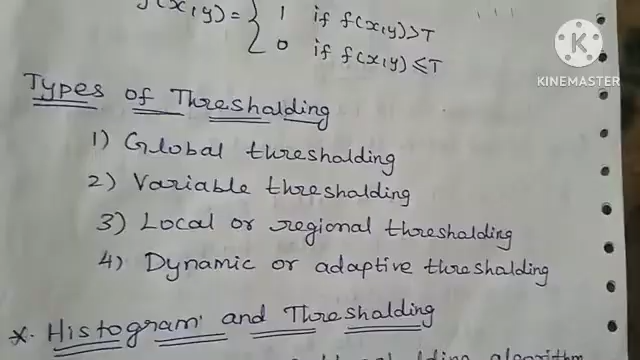 f(x,y) = { 1 if f(x,y) > T
0 if f(x,y) ≤ T
KINEMASTER
Types of Thresholding
1) Global thresholding
2) Variable thresholding
3) Local or regional thresholding
4) Dynamic or adaptive thresholding
*. Histogram and Thresholding
algorithm